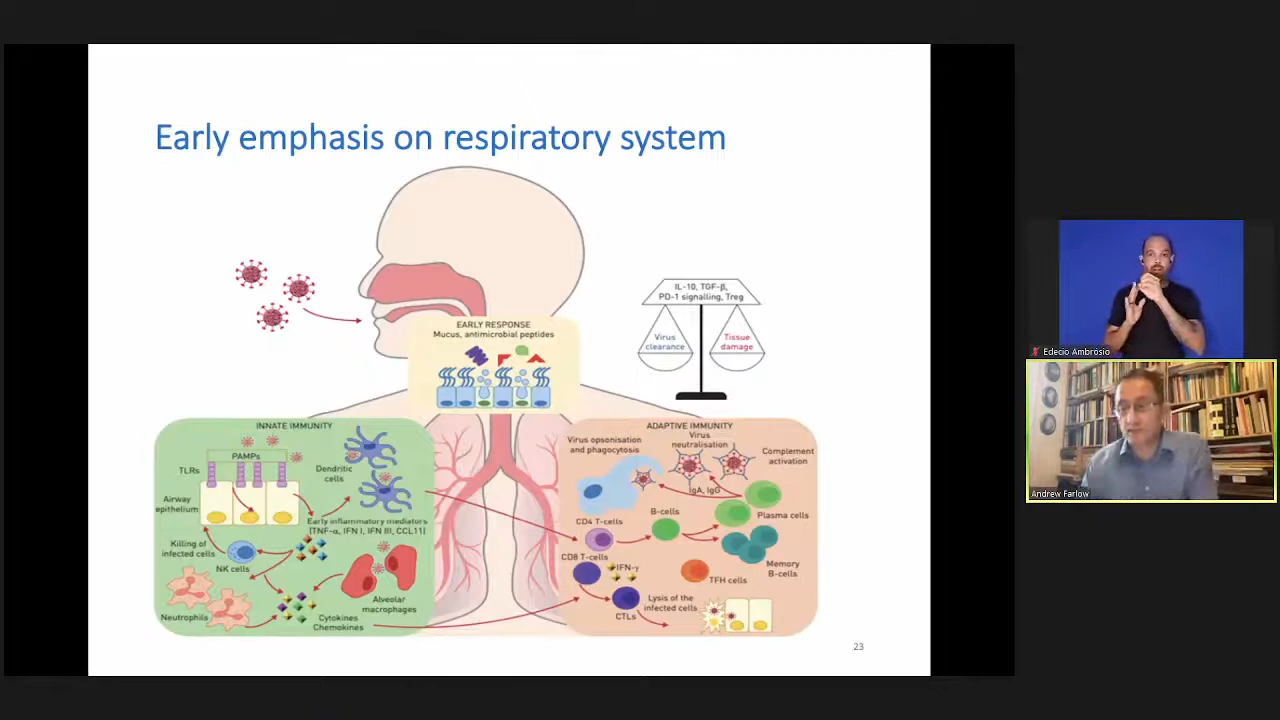 Early emphasis on respiratory system
IL-10, TGF-β,
PD-1 signalling, Treg
Virus
clearance
Tissue
damage
EARLY RESPONSE
Mucus, antimicrobial peptides
INNATE IMMUNITY
PAMPs
TLRs
Dendritic
cells
Airway
epithelium
Early inflammatory mediators
(TNF-α, IFN I, IFN III, CCL11)
Killing of
infected cells
NK cells
Alveolar
macrophages
Neutrophils
Cytokines
Chemokines
ADAPTIVE IMMUNITY
Virus opsonisation
and phagocytosis
Virus
neutralisation
Complement
activation
IgA, IgG
CD4 T-cells
B-cells
Plasma cells
CD8 T-cells
IFN-γ
Memory
B-cells
TFH cells
Lysis of the
infected cells
CTLs
23
Edecio Ambrósio
Andrew Farlow